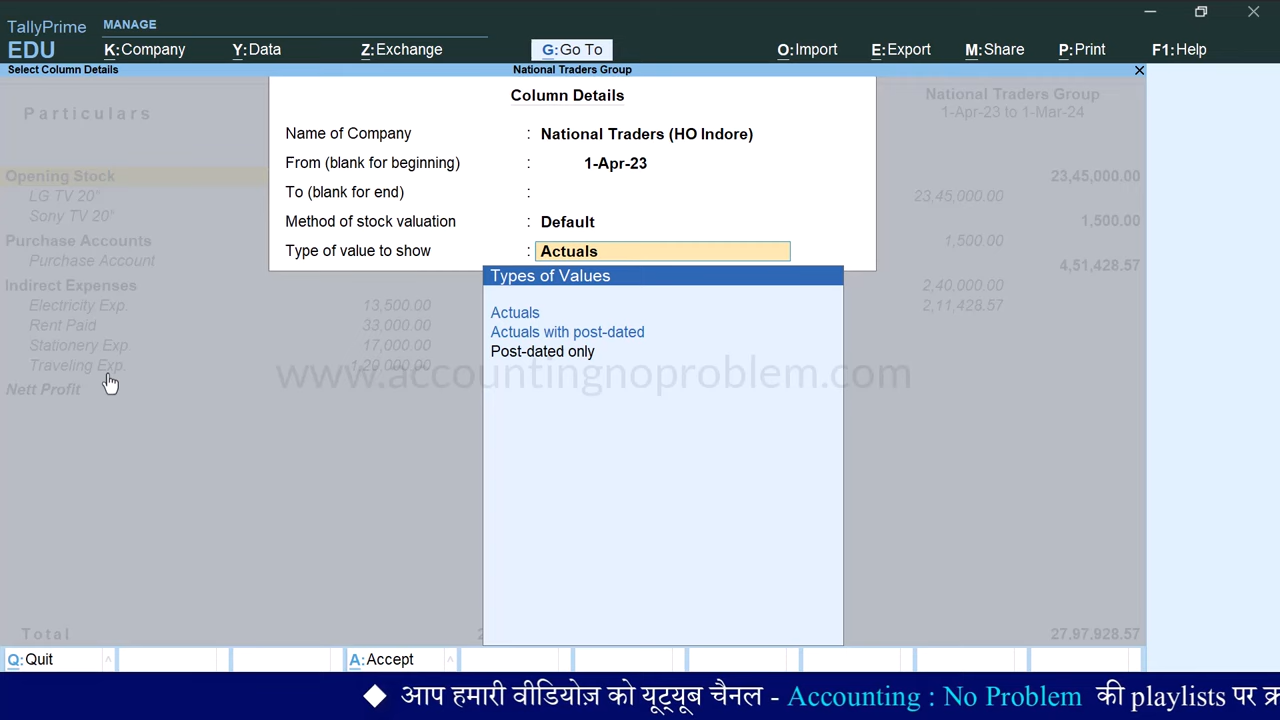 TallyPrime
MANAGE
EDU
K:Company
Y:Data
Z:Exchange
G:Go To
O:Import
E:Export
M:Share
P:Print
F1:Help
Select Column Details
National Traders Group
Column Details
Name of Company : National Traders (HO Indore)
From (blank for beginning) : 1-Apr-23
To (blank for end) :
Method of stock valuation : Default
Type of value to show : Actuals
Types of Values
Actuals
Actuals with post-dated
Post-dated only
Particulars
National Traders Group
1-Apr-23 to 1-Mar-24
Opening Stock 23,45,000.00
LG TV 20" 23,45,000.00
Sony TV 20"
1,500.00
Purchase Accounts 1,500.00
Purchase Account
4,51,428.57
Indirect Expenses 2,40,000.00
Electricity Exp. 13,500.00 2,11,428.57
Rent Paid 33,000.00
Stationery Exp 17,000.00
Traveling Exp. 1,20,000.00
Nett Profit
www.accountingnoproblem.com
Total 2 27,97,928.57
Q:Quit
A:Accept
◆ आप हमारी वीडियोज़ को यूट्यूब चैनल - Accounting : No Problem की playlists पर क्र